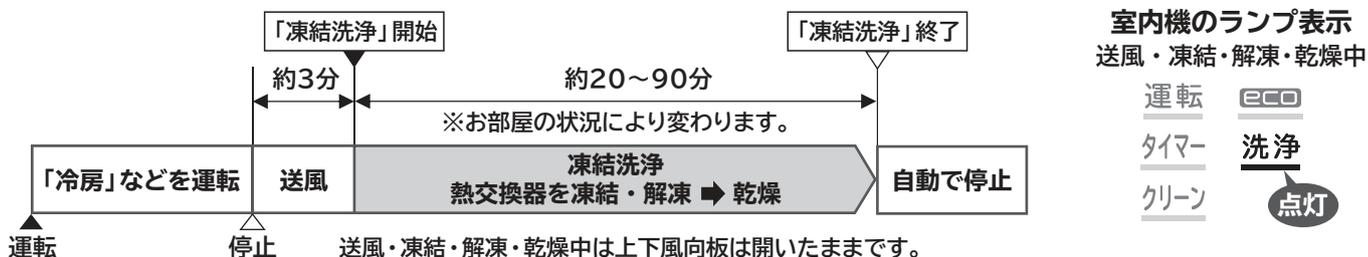 「凍結洗浄」開始
「凍結洗浄」終了
約3分
約20~90分
※お部屋の状況により変わります。
「冷房」などを運転
送風
凍結洗浄
熱交換器を凍結・解凍➡乾燥
自動で停止
運転
停止
送風・凍結・解凍・乾燥中は上下風向板は開いたままです。
室内機のランプ表示
送風・凍結・解凍・乾燥中
運転
eco
タイマー
洗浄
クリーン
点灯